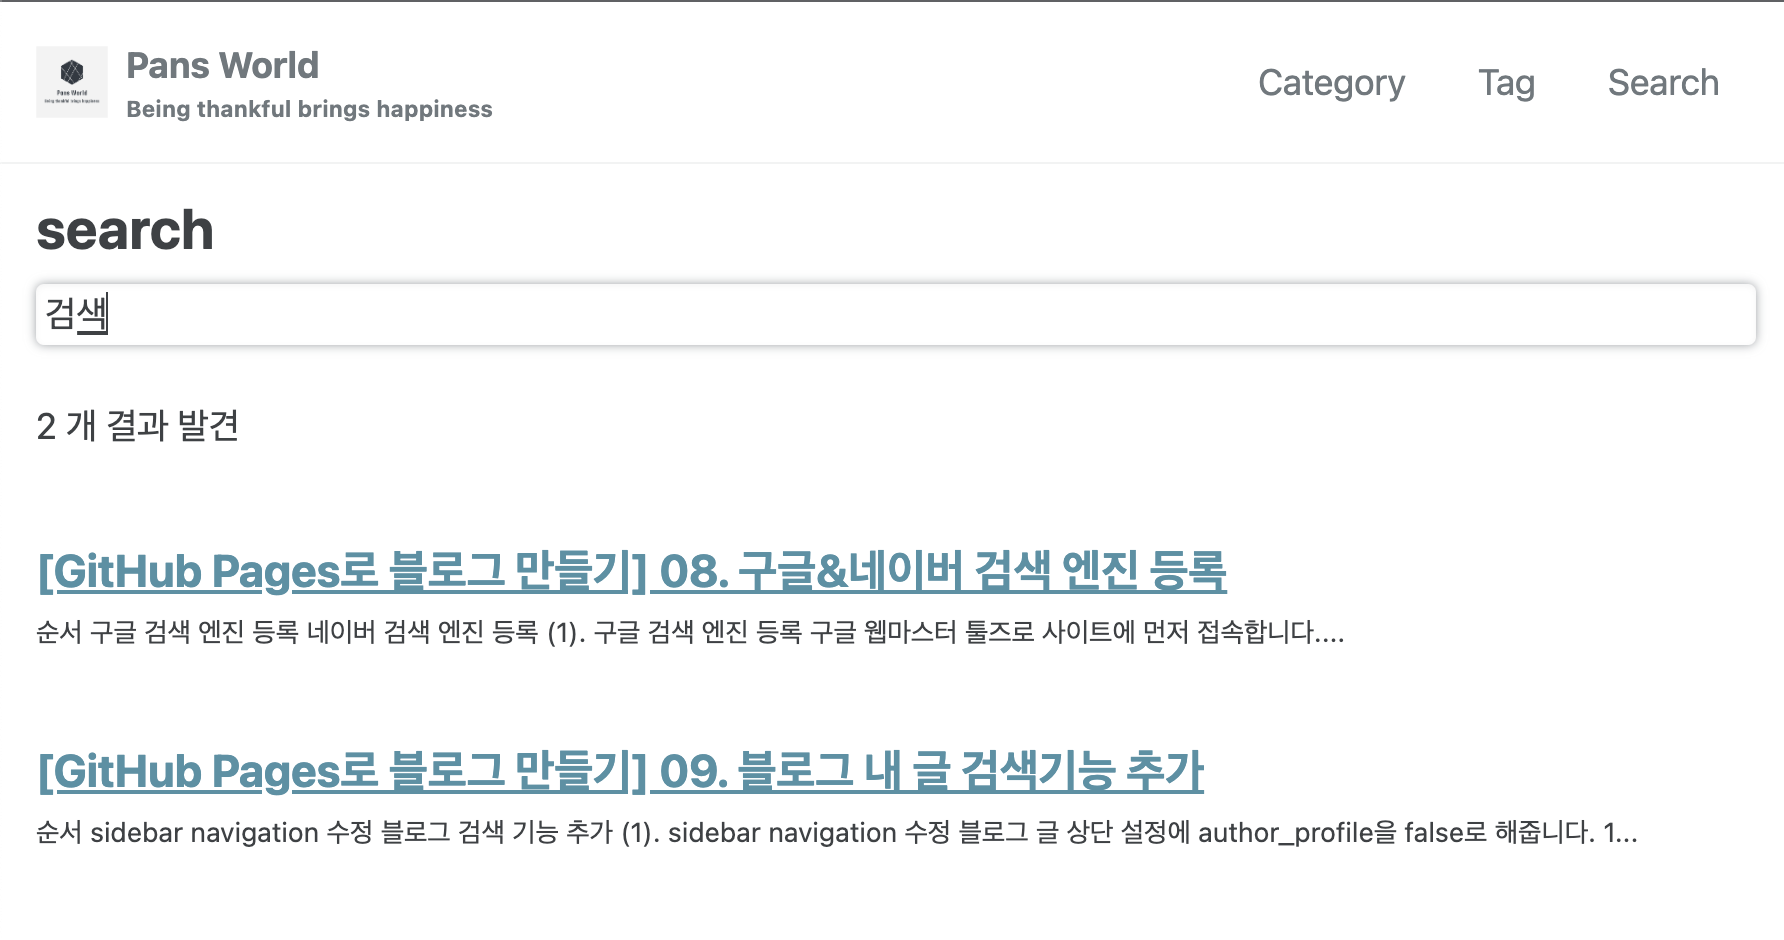 Pans World
Being thankful brings happiness
Pans World
Being thankful brings happiness
Category
Tag
Search
search
검색
2 개 결과 발견
[GitHub Pages로 블로그 만들기] 08. 구글&네이버 검색 엔진 등록
순서 구글 검색 엔진 등록 네이버 검색 엔진 등록 (1). 구글 검색 엔진 등록 구글 웹마스터 툴즈로 사이트에 먼저 접속합니다....
[GitHub Pages로 블로그 만들기] 09. 블로그 내 글 검색기능 추가
순서 sidebar navigation 수정 블로그 검색 기능 추가 (1). sidebar navigation 수정 블로그 글 상단 설정에 author_profile을 false로 해줍니다. 1...